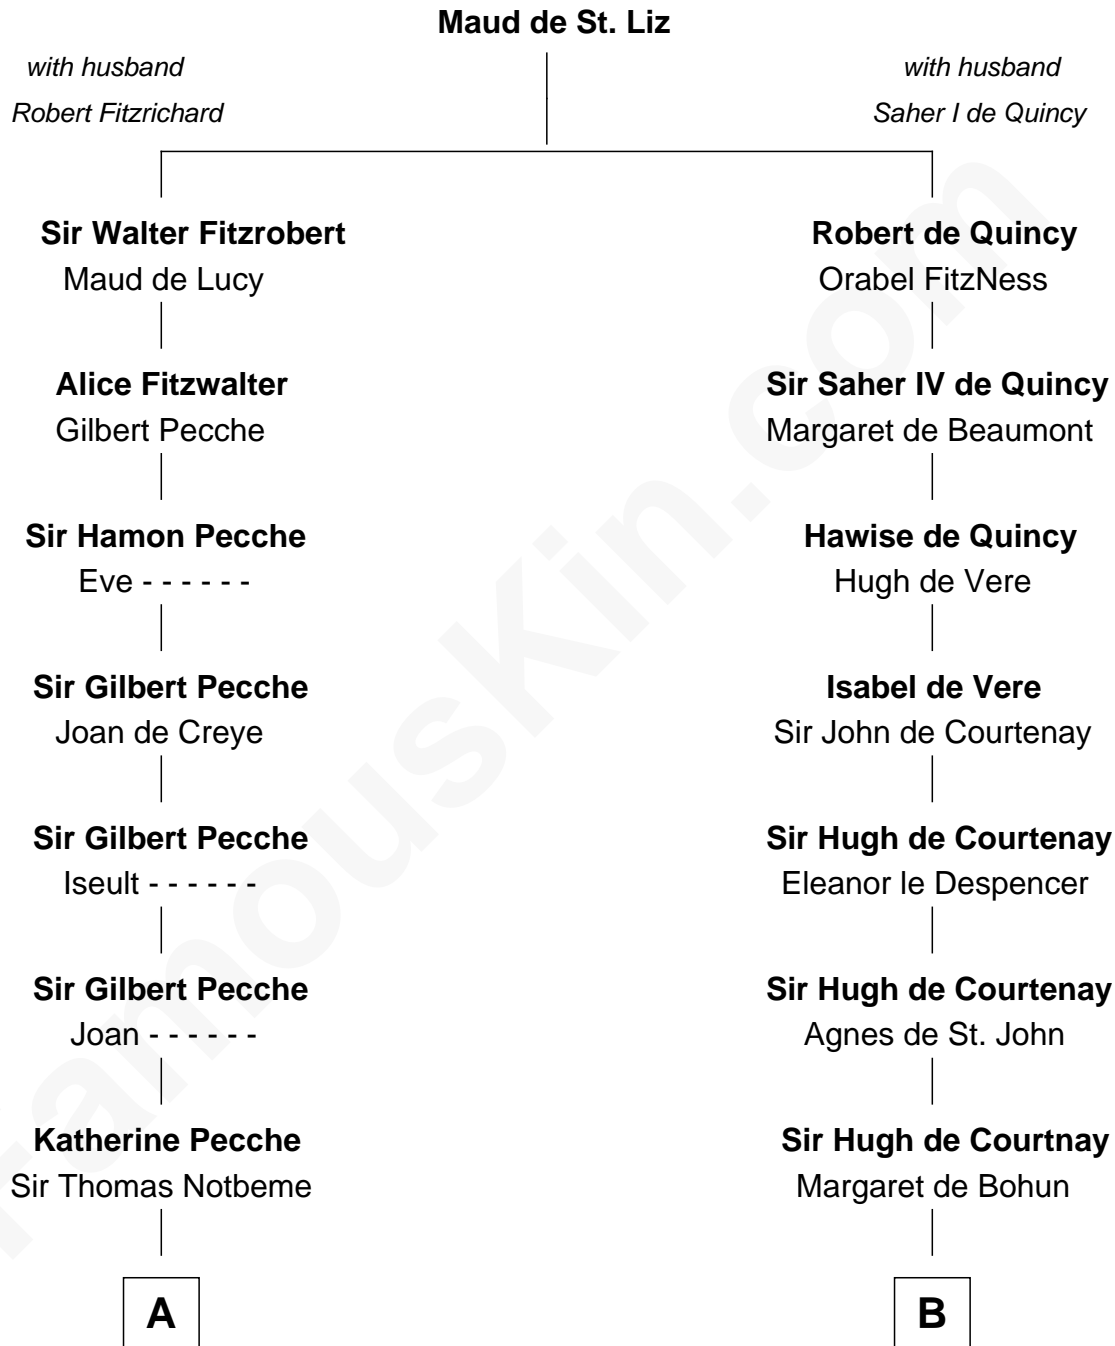 Maud de St. Liz
with husband
Robert Fitzrichard
with husband
Saher I de Quincy
Sir Walter Fitzrobert
Maud de Lucy
Robert de Quincy
Orabel FitzNess
Alice Fitzwalter
Gilbert Pecche
Sir Saher IV de Quincy
Margaret de Beaumont
Sir Hamon Pecche
Eve - - - - - -
Hawise de Quincy
Hugh de Vere
Sir Gilbert Pecche
Joan de Creye
Isabel de Vere
Sir John de Courtenay
Sir Gilbert Pecche
Iseult - - - - - -
Sir Hugh de Courtenay
Eleanor le Despencer
Sir Gilbert Pecche
Joan - - - - - -
Sir Hugh de Courtenay
Agnes de St. John
Katherine Pecche
Sir Thomas Notbeme
Sir Hugh de Courtnay
Margaret de Bohun
A
B
FamousKin.com